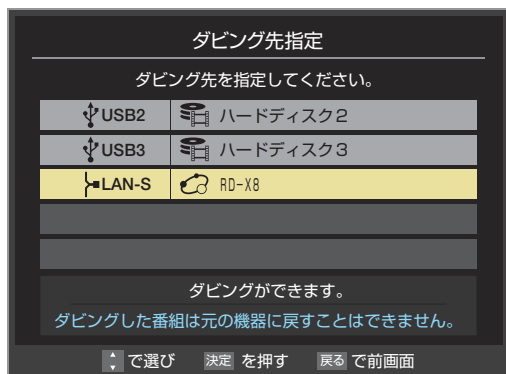 ダビング先指定
ダビング先を指定してください。
USB2 ハードディスク2
USB3 ハードディスク3
LAN-S RD-X8
ダビングができます。
ダビングした番組は元の機器に戻すことはできません。
で選び 決定 を押す 戻る で前画面